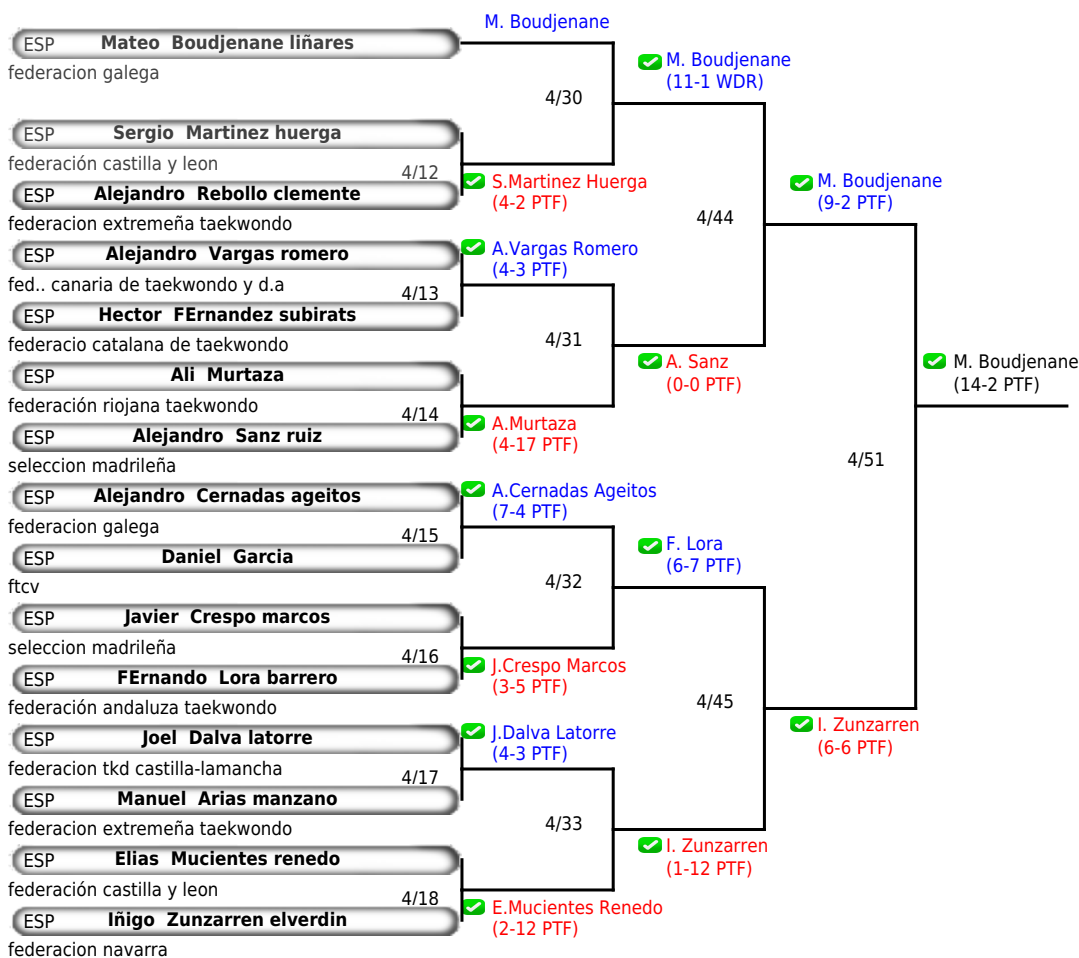 M. Boudjenane
ESP Mateo Boudjenane liñares
federacion galega
M. Boudjenane
(11-1 WDR)
4/30
ESP Sergio Martinez huerga
federación castilla y leon
4/12
S.Martinez Huerga
(4-2 PTF)
ESP Alejandro Rebollo clemente
federacion extremeña taekwondo
M. Boudjenane
(9-2 PTF)
4/44
ESP Alejandro Vargas romero
A.Vargas Romero
(4-3 PTF)
fed.. canaria de taekwondo y d.a
4/13
ESP Hector FErnandez subirats
federacio catalana de taekwondo
4/31
A. Sanz
(0-0 PTF)
M. Boudjenane
(14-2 PTF)
ESP Ali Murtaza
federación riojana taekwondo
4/14
A.Murtaza
(4-17 PTF)
ESP Alejandro Sanz ruiz
seleccion madrileña
4/51
ESP Alejandro Cernadas ageitos
A.Cernadas Ageitos
(7-4 PTF)
federacion galega
4/15
ESP Daniel Garcia
ftcv
F. Lora
(6-7 PTF)
4/32
ESP Javier Crespo marcos
seleccion madrileña
4/16
J.Crespo Marcos
(3-5 PTF)
ESP FErnando Lora barrero
federación andaluza taekwondo
4/45
I. Zunzarren
(6-6 PTF)
ESP Joel Dalva latorre
J.Dalva Latorre
(4-3 PTF)
federacion tkd castilla-lamancha
4/17
ESP Manuel Arias manzano
federacion extremeña taekwondo
4/33
I. Zunzarren
(1-12 PTF)
ESP Elias Mucientes renedo
federación castilla y leon
4/18
E.Mucientes Renedo
(2-12 PTF)
ESP Iñigo Zunzarren elverdin
federacion navarra